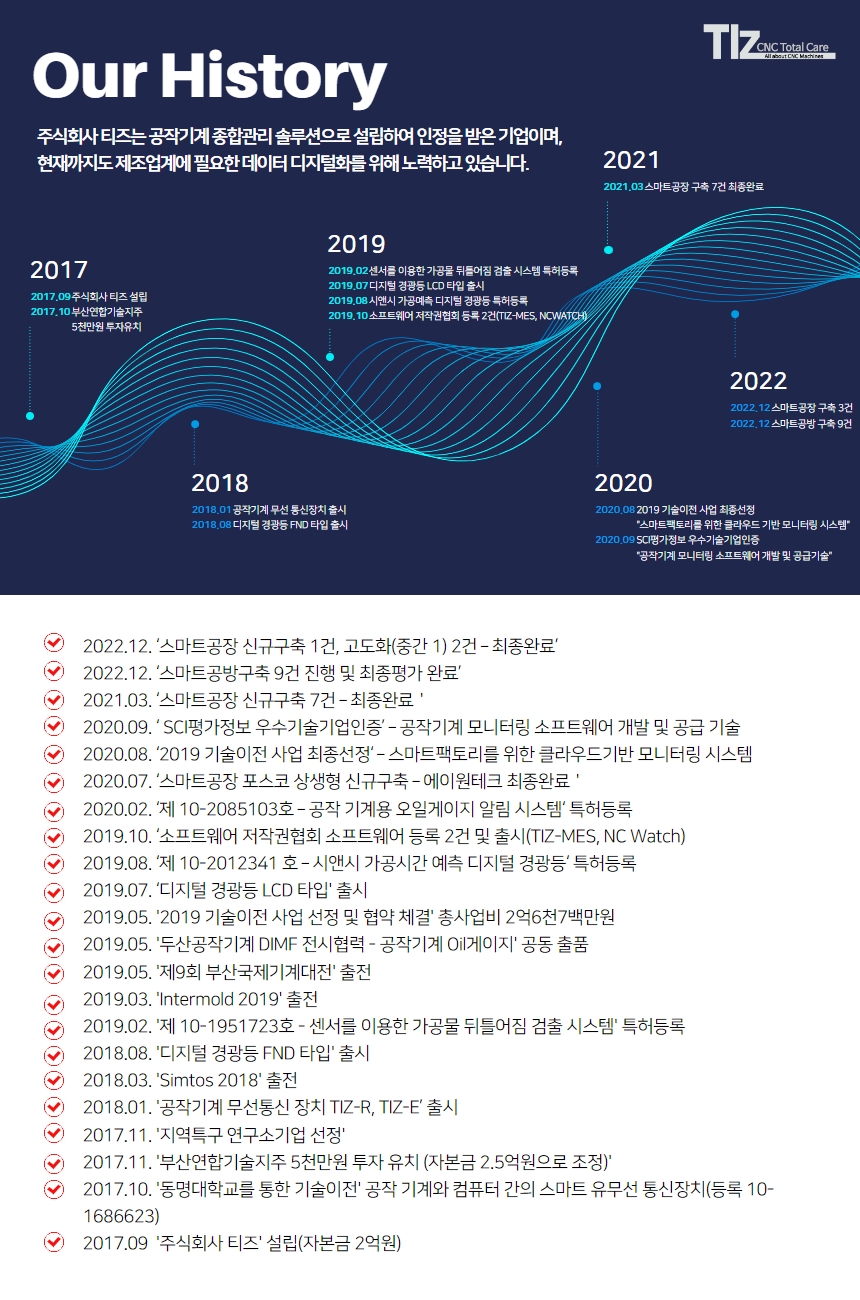 TIZ CNC Total Care
All about CNC Machines
Our History
주식회사 티즈는 공작기계 종합관리 솔루션으로 설립하여 인정을 받은 기업이며,
현재까지도 제조업계에 필요한 데이터 디지털화를 위해 노력하고 있습니다.
2021
2021.03 스마트공장 구축 7건 최종완료
2019
2019.02 센서를 이용한 가공물 뒤틀어짐 검출 시스템 특허등록
2019.07 디지털 경광등 LCD 타입 출시
2019.08 시앤시 가공예측 디지털 경광등 특허등록
2019.10 소프트웨어 저작권협회 등록 2건(TIZ-MES, NCWATCH)
2017
2017.09 주식회사 티즈 설립
2017.10 부산연합기술지주
5천만원 투자유치
2022
2022.12 스마트공장 구축 3건
2022.12 스마트공방 구축 9건
2018
2018.01 공작기계 무선 통신장치 출시
2018.08 디지털 경광등 FND 타입 출시
2020
2020.08 2019 기술이전 사업 최종선정
"스마트팩토리를 위한 클라우드 기반 모니터링 시스템"
2020.09 SCI평가정보 우수기술기업인증
"공작기계 모니터링 소프트웨어 개발 및 공급기술"
2022.12. ‘스마트공장 신규구축 1건, 고도화(중간 1) 2건 – 최종완료’
2022.12. ‘스마트공방구축 9건 진행 및 최종평가 완료’
2021.03. ‘스마트공장 신규구축 7건 – 최종완료 '
2020.09. ‘ SCI평가정보 우수기술기업인증’ – 공작기계 모니터링 소프트웨어 개발 및 공급 기술
2020.08. ‘2019 기술이전 사업 최종선정‘ – 스마트팩토리를 위한 클라우드기반 모니터링 시스템
2020.07. ‘스마트공장 포스코 상생형 신규구축 – 에이원테크 최종완료 '
2020.02. ‘제 10-2085103호 – 공작 기계용 오일게이지 알림 시스템‘ 특허등록
2019.10. ‘소프트웨어 저작권협회 소프트웨어 등록 2건 및 출시(TIZ-MES, NC Watch)
2019.08. ‘제 10-2012341 호 – 시앤시 가공시간 예측 디지털 경광등‘ 특허등록
2019.07. ‘디지털 경광등 LCD 타입' 출시
2019.05. '2019 기술이전 사업 선정 및 협약 체결' 총사업비 2억6천7백만원
2019.05. '두산공작기계 DIMF 전시협력 - 공작기계 Oil게이지' 공동 출품
2019.05. '제9회 부산국제기계대전' 출전
2019.03. 'Intermold 2019' 출전
2019.02. '제 10-1951723호 - 센서를 이용한 가공물 뒤틀어짐 검출 시스템' 특허등록
2018.08. '디지털 경광등 FND 타입' 출시
2018.03. 'Simtos 2018' 출전
2018.01. '공작기계 무선통신 장치 TIZ-R, TIZ-E’ 출시
2017.11. '지역특구 연구소기업 선정'
2017.11. '부산연합기술지주 5천만원 투자 유치 (자본금 2.5억원으로 조정)'
2017.10. '동명대학교를 통한 기술이전' 공작 기계와 컴퓨터 간의 스마트 유무선 통신장치(등록 10-
1686623)
2017.09 '주식회사 티즈' 설립(자본금 2억원)